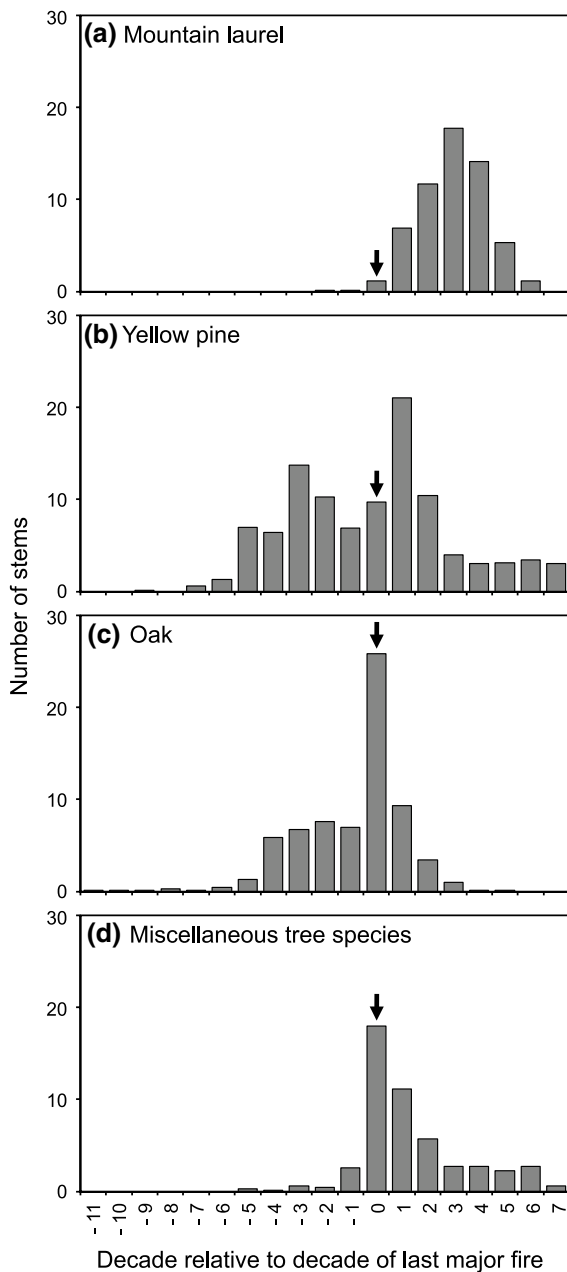 (a) Mountain laurel
30
20
10
0
(b) Yellow pine
30
20
10
0
(c) Oak
30
20
10
0
(d) Miscellaneous tree species
30
20
10
0
Number of stems
- 11 - 10 - 9 - 8 - 7 - 6 - 5 - 4 - 3 - 2 - 1 0 1 2 3 4 5 6 7
Decade relative to decade of last major fire